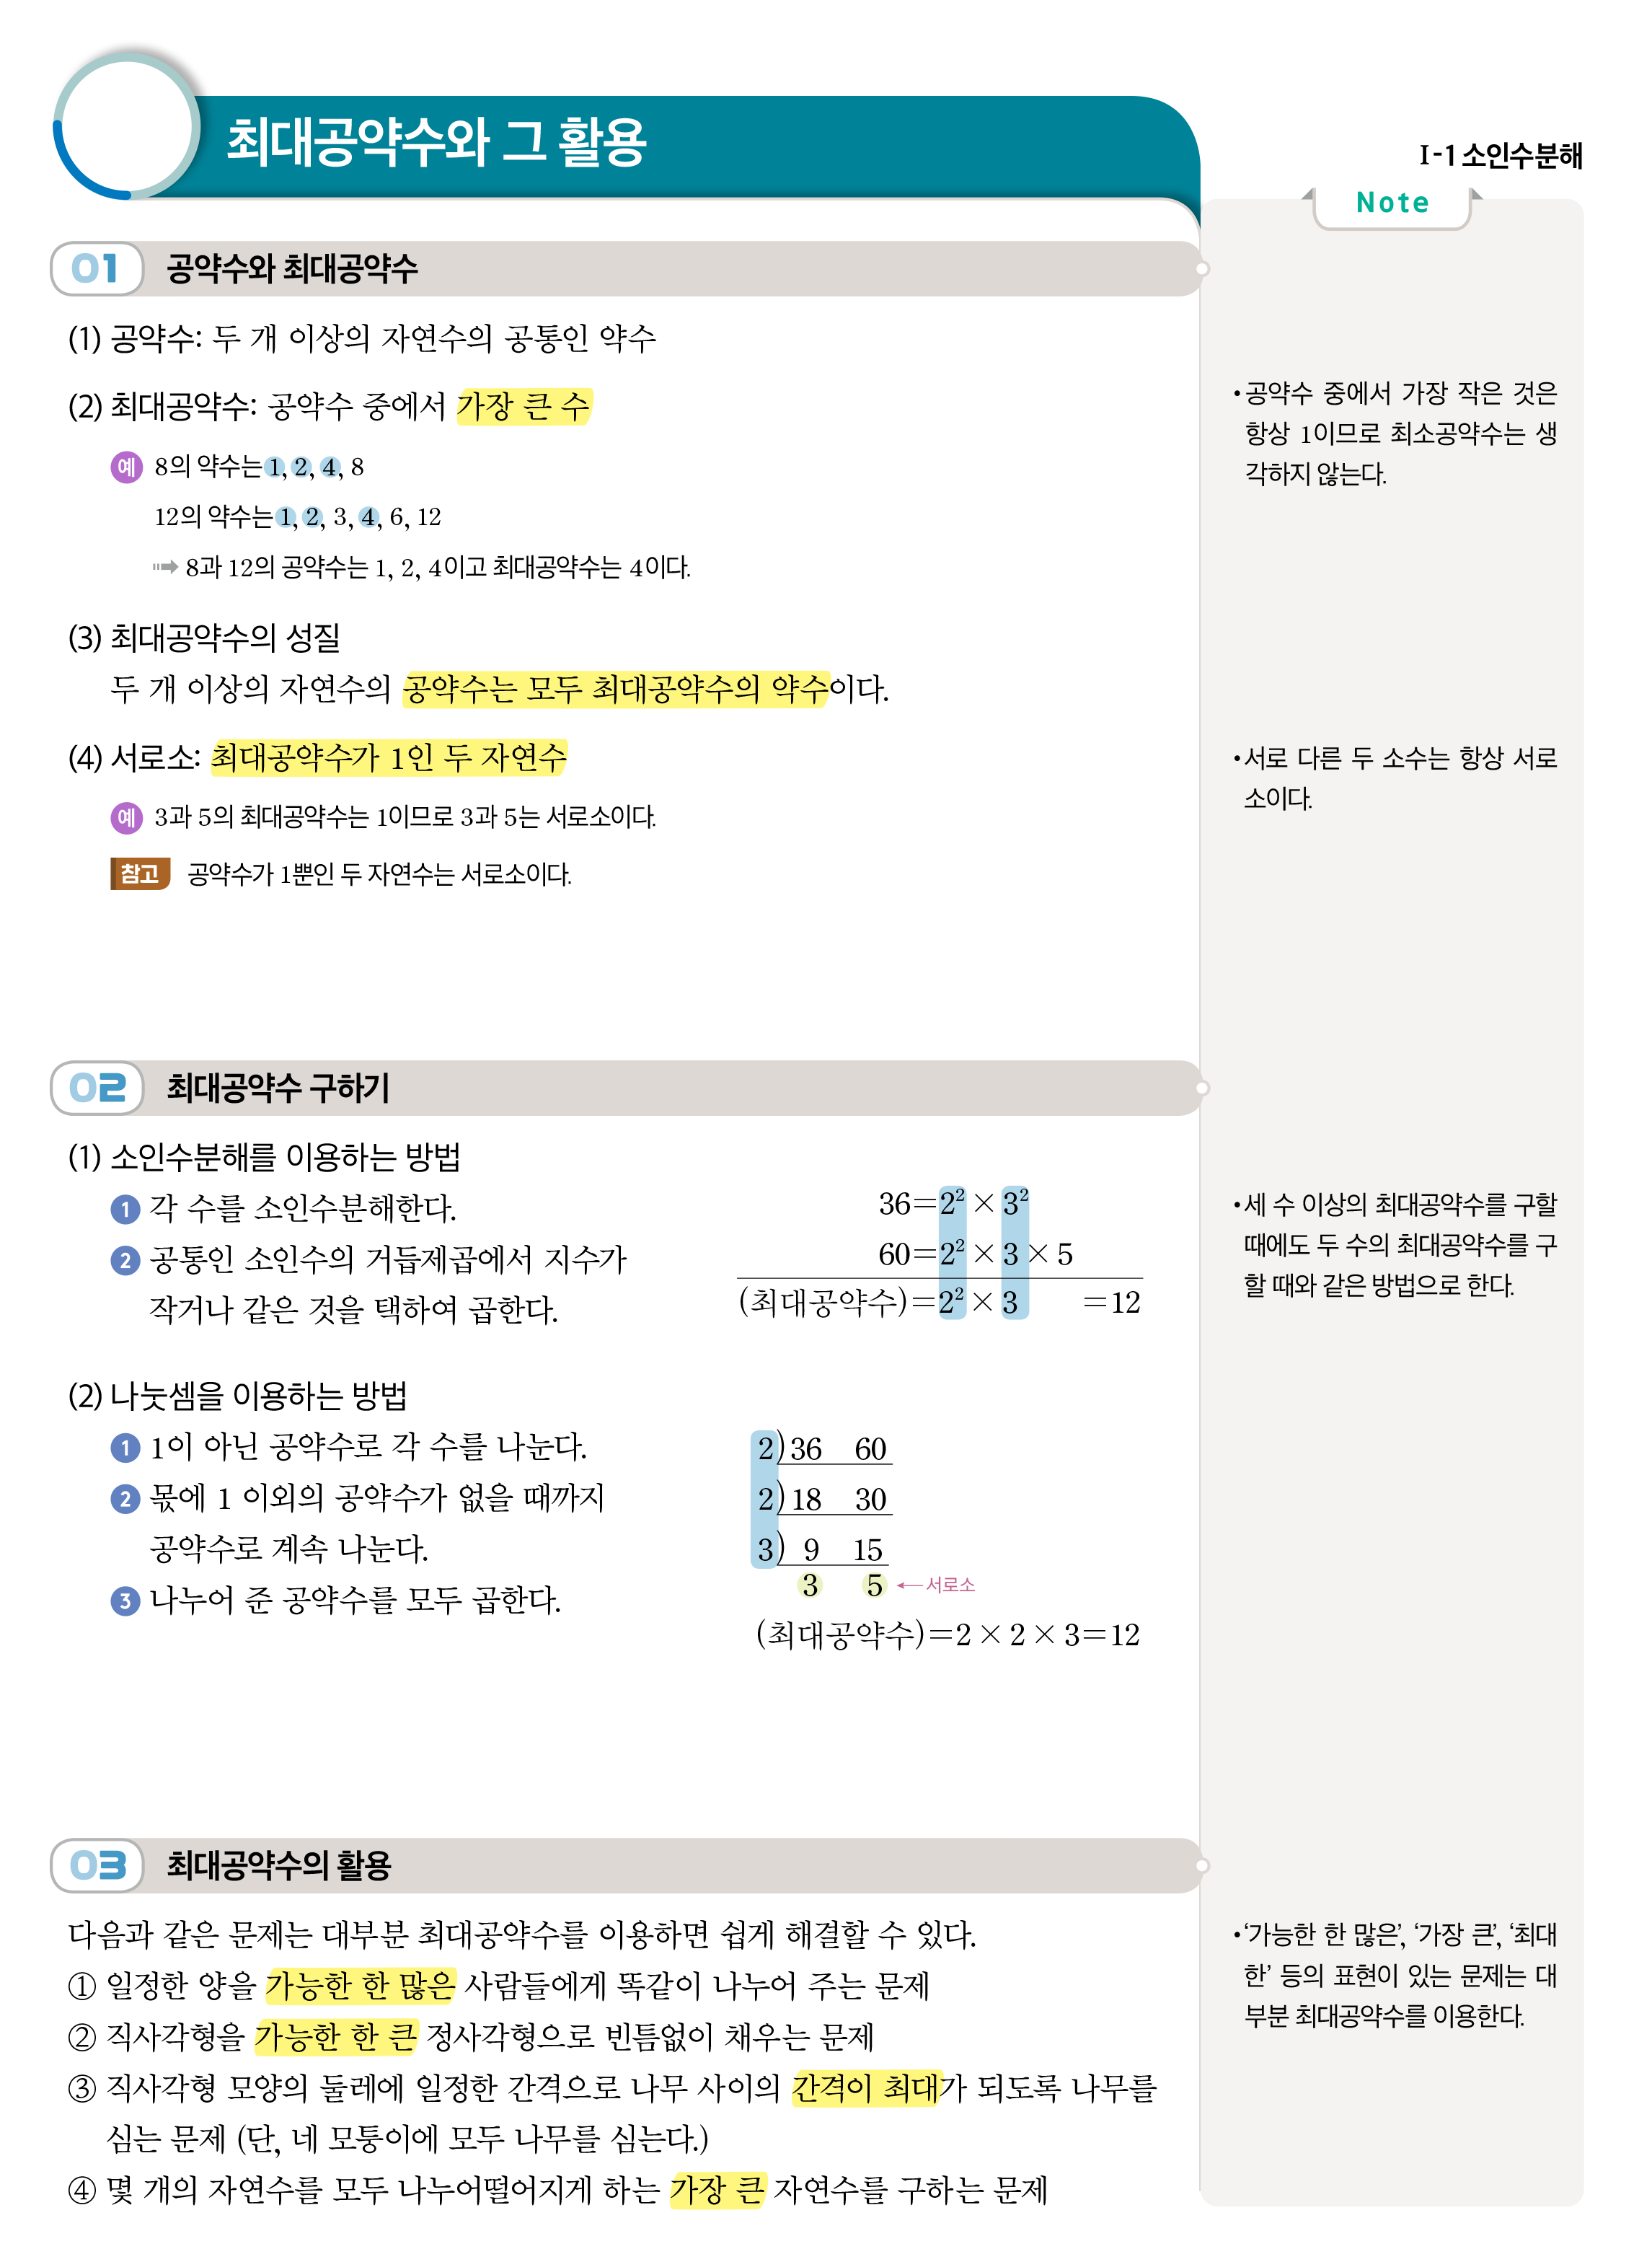 최대공약수와 그 활용
I-1 소인수분해
Note
01 공약수와 최대공약수
(1) 공약수: 두 개 이상의 자연수의 공통인 약수
(2) 최대공약수: 공약수 중에서 가장 큰 수
예 8의 약수는 1, 2, 4, 8
12의 약수는 1, 2, 3, 4, 6, 12
➡ 8과 12의 공약수는 1, 2, 4이고 최대공약수는 4이다.
(3) 최대공약수의 성질
두 개 이상의 자연수의 공약수는 모두 최대공약수의 약수이다.
(4) 서로소: 최대공약수가 1인 두 자연수
예 3과 5의 최대공약수는 1이므로 3과 5는 서로소이다.
참고 공약수가 1뿐인 두 자연수는 서로소이다.
• 공약수 중에서 가장 작은 것은
항상 1이므로 최소공약수는 생
각하지 않는다.
• 서로 다른 두 소수는 항상 서로
소이다.
02 최대공약수 구하기
(1) 소인수분해를 이용하는 방법
❶ 각 수를 소인수분해한다.
❷ 공통인 소인수의 거듭제곱에서 지수가
작거나 같은 것을 택하여 곱한다.
36=2²×3²
60=2²×3×5
(최대공약수)=2²×3 =12
(2) 나눗셈을 이용하는 방법
❶ 1이 아닌 공약수로 각 수를 나눈다.
❷ 몫에 1 이외의 공약수가 없을 때까지
공약수로 계속 나눈다.
❸ 나누어 준 공약수를 모두 곱한다.
2)36 60
2)18 30
3) 9 15
3 5 ←서로소
(최대공약수)=2×2×3=12
• 세 수 이상의 최대공약수를 구할
때에도 두 수의 최대공약수를 구
할 때와 같은 방법으로 한다.
03 최대공약수의 활용
다음과 같은 문제는 대부분 최대공약수를 이용하면 쉽게 해결할 수 있다.
① 일정한 양을 가능한 한 많은 사람들에게 똑같이 나누어 주는 문제
② 직사각형을 가능한 한 큰 정사각형으로 빈틈없이 채우는 문제
③ 직사각형 모양의 둘레에 일정한 간격으로 나무 사이의 간격이 최대가 되도록 나무를
심는 문제 (단, 네 모퉁이에 모두 나무를 심는다.)
④ 몇 개의 자연수를 모두 나누어떨어지게 하는 가장 큰 자연수를 구하는 문제
• ‘가능한 한 많은’, ‘가장 큰’, ‘최대
한’ 등의 표현이 있는 문제는 대
부분 최대공약수를 이용한다.